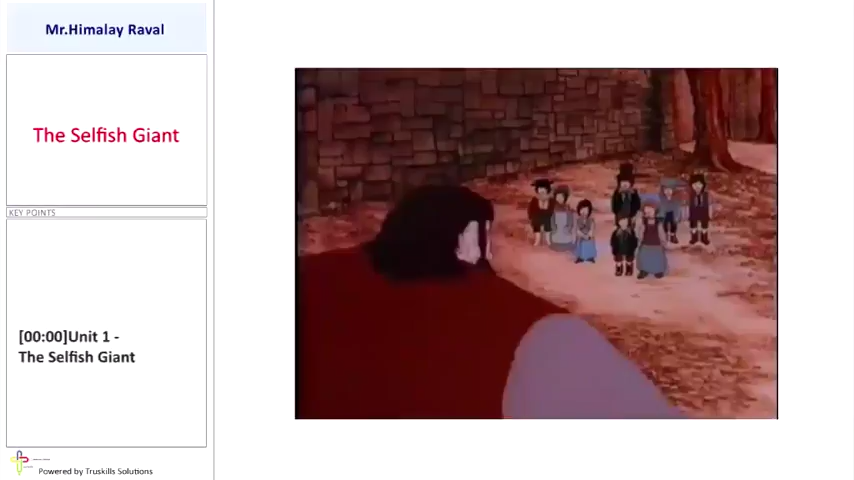 Mr.Himalay Raval
The Selfish Giant
KEY POINTS
[00:00]Unit 1 -
The Selfish Giant
Powered by Truskills Solutions